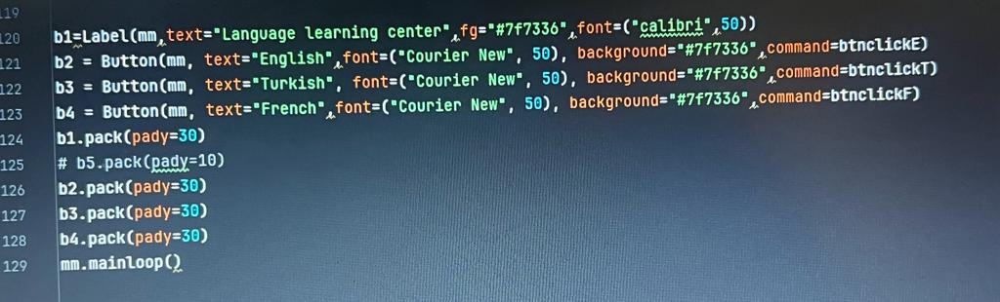 119
120 b1=Label(mm,text="Language learning center",fg="#7f7336",font=("calibri",50))
121 b2 = Button(mm, text="English",font=("Courier New", 50), background="#7f7336",command=btnclickE)
122 b3 = Button(mm, text="Turkish", font=("Courier New", 50), background="#7f7336",command=btnclickT)
123 b4 = Button(mm, text="French",font=("Courier New", 50), background="#7f7336",command=btnclickF)
124 b1.pack(pady=30)
125 # b5.pack(pady=10)
126 b2.pack(pady=30)
127 b3.pack(pady=30)
128 b4.pack(pady=30)
129 mm.mainloop()